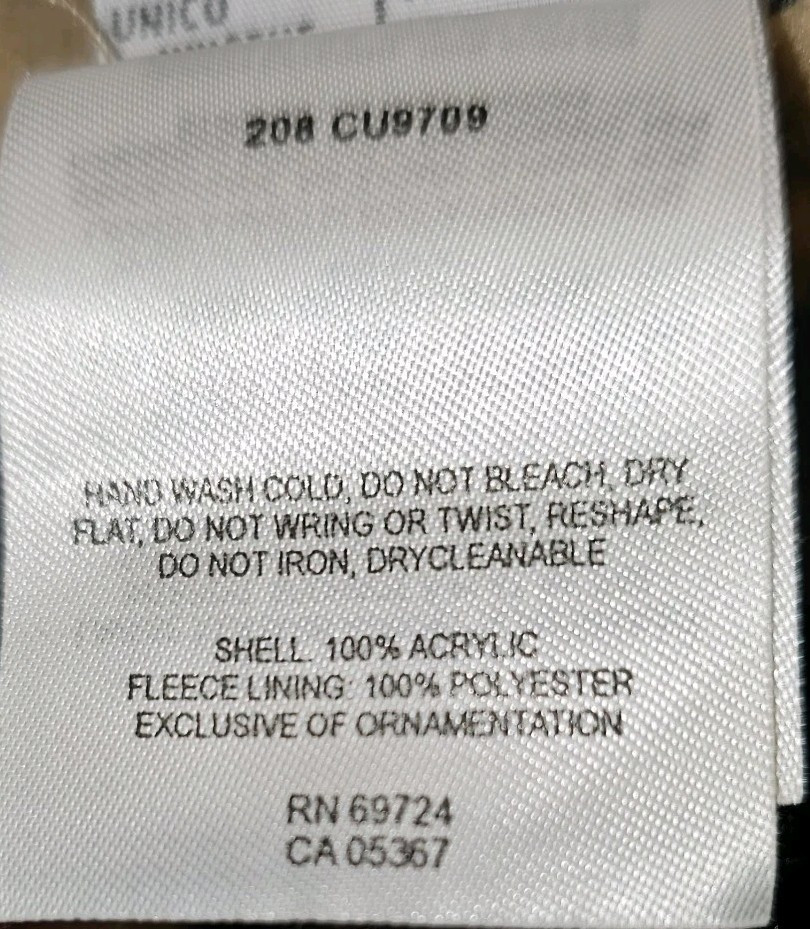 UNICO
208 CU9709
HAND WASH COLD, DO NOT BLEACH, DRY
FLAT, DO NOT WRING OR TWIST, RESHAPE,
DO NOT IRON, DRYCLEANABLE
SHELL: 100% ACRYLIC
FLEECE LINING: 100% POLYESTER
EXCLUSIVE OF ORNAMENTATION
RN 69724
CA 05367